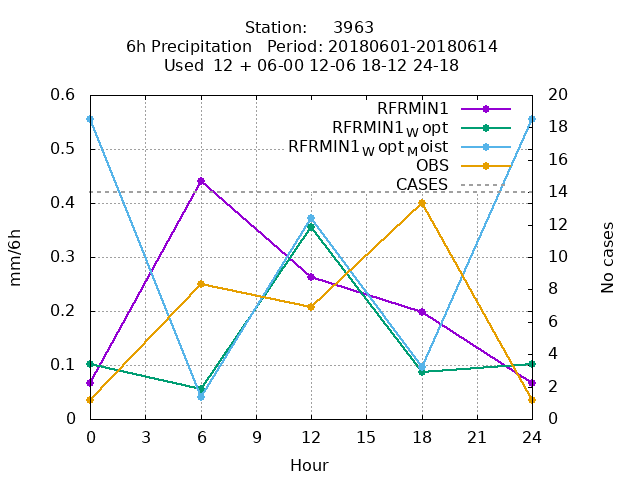 Station: 3963
6h Precipitation Period: 20180601-20180614
Used 12 + 06-00 12-06 18-12 24-18
0.6 20
RFRMIN1
RFRMIN1Wopt
18
RFRMIN1WoptMoist
0.5
16
OBS
CASES
14
0.4
12
0.3 10
mm/6h
No cases
8
0.2
6
0.1 4
2
0 0
0 3 6 9 12 15 18 21 24
Hour